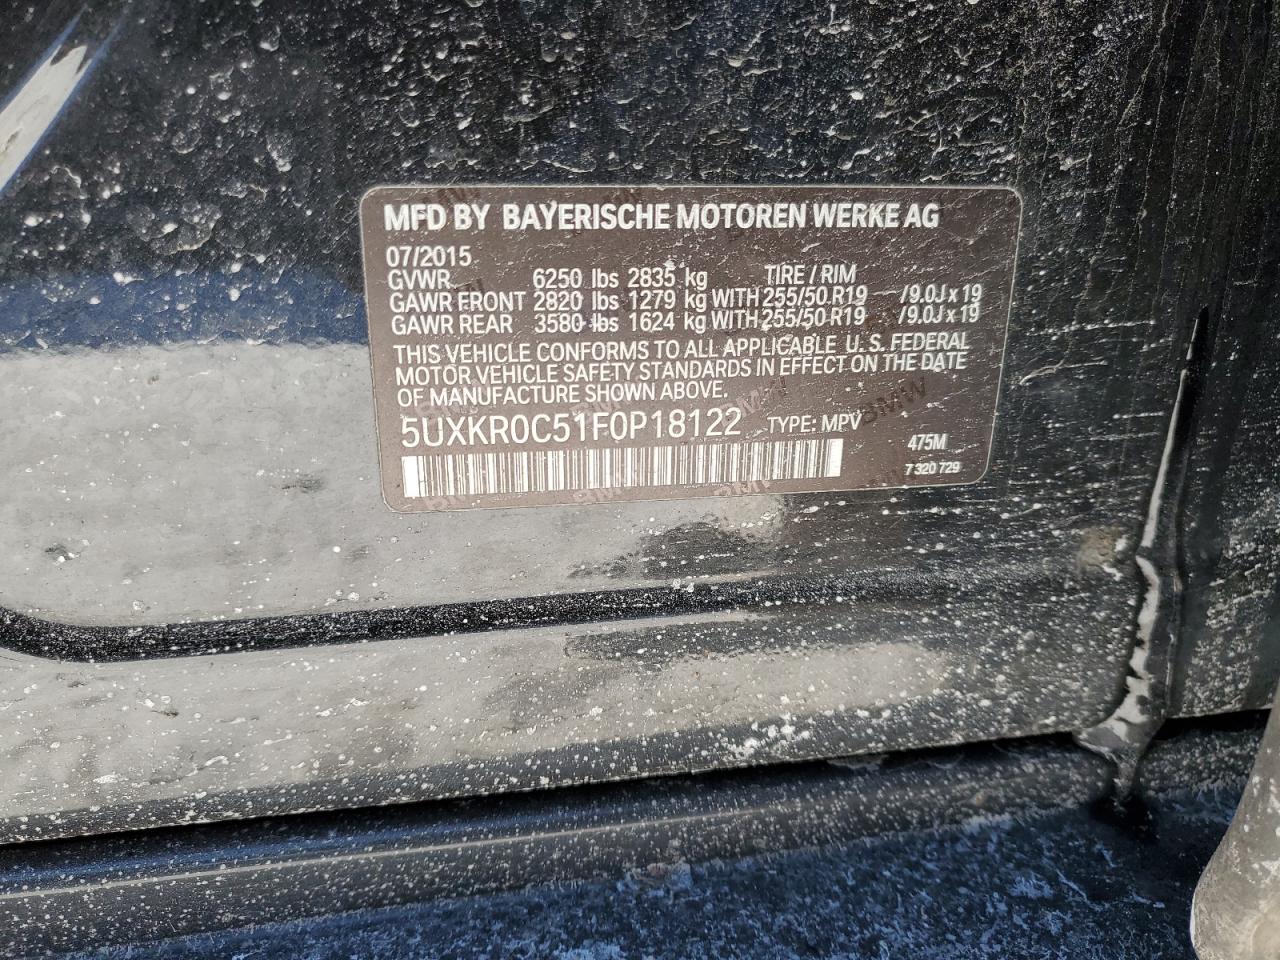 MFD BY BAYERISCHE MOTOREN WERKE AG
07/2015
GVWR 6250 lbs 2835 kg TIRE / RIM
GAWR FRONT 2820 lbs 1279 kg WITH 255/50 R19 /9.0J x 19
GAWR REAR 3580 lbs 1624 kg WITH 255/50 R19 /9.0J x 19
THIS VEHICLE CONFORMS TO ALL APPLICABLE U.S. FEDERAL
MOTOR VEHICLE SAFETY STANDARDS IN EFFECT ON THE DATE
OF MANUFACTURE SHOWN ABOVE.
5UXKR0C51F0P18122 TYPE: MPV
475M
7 320 729